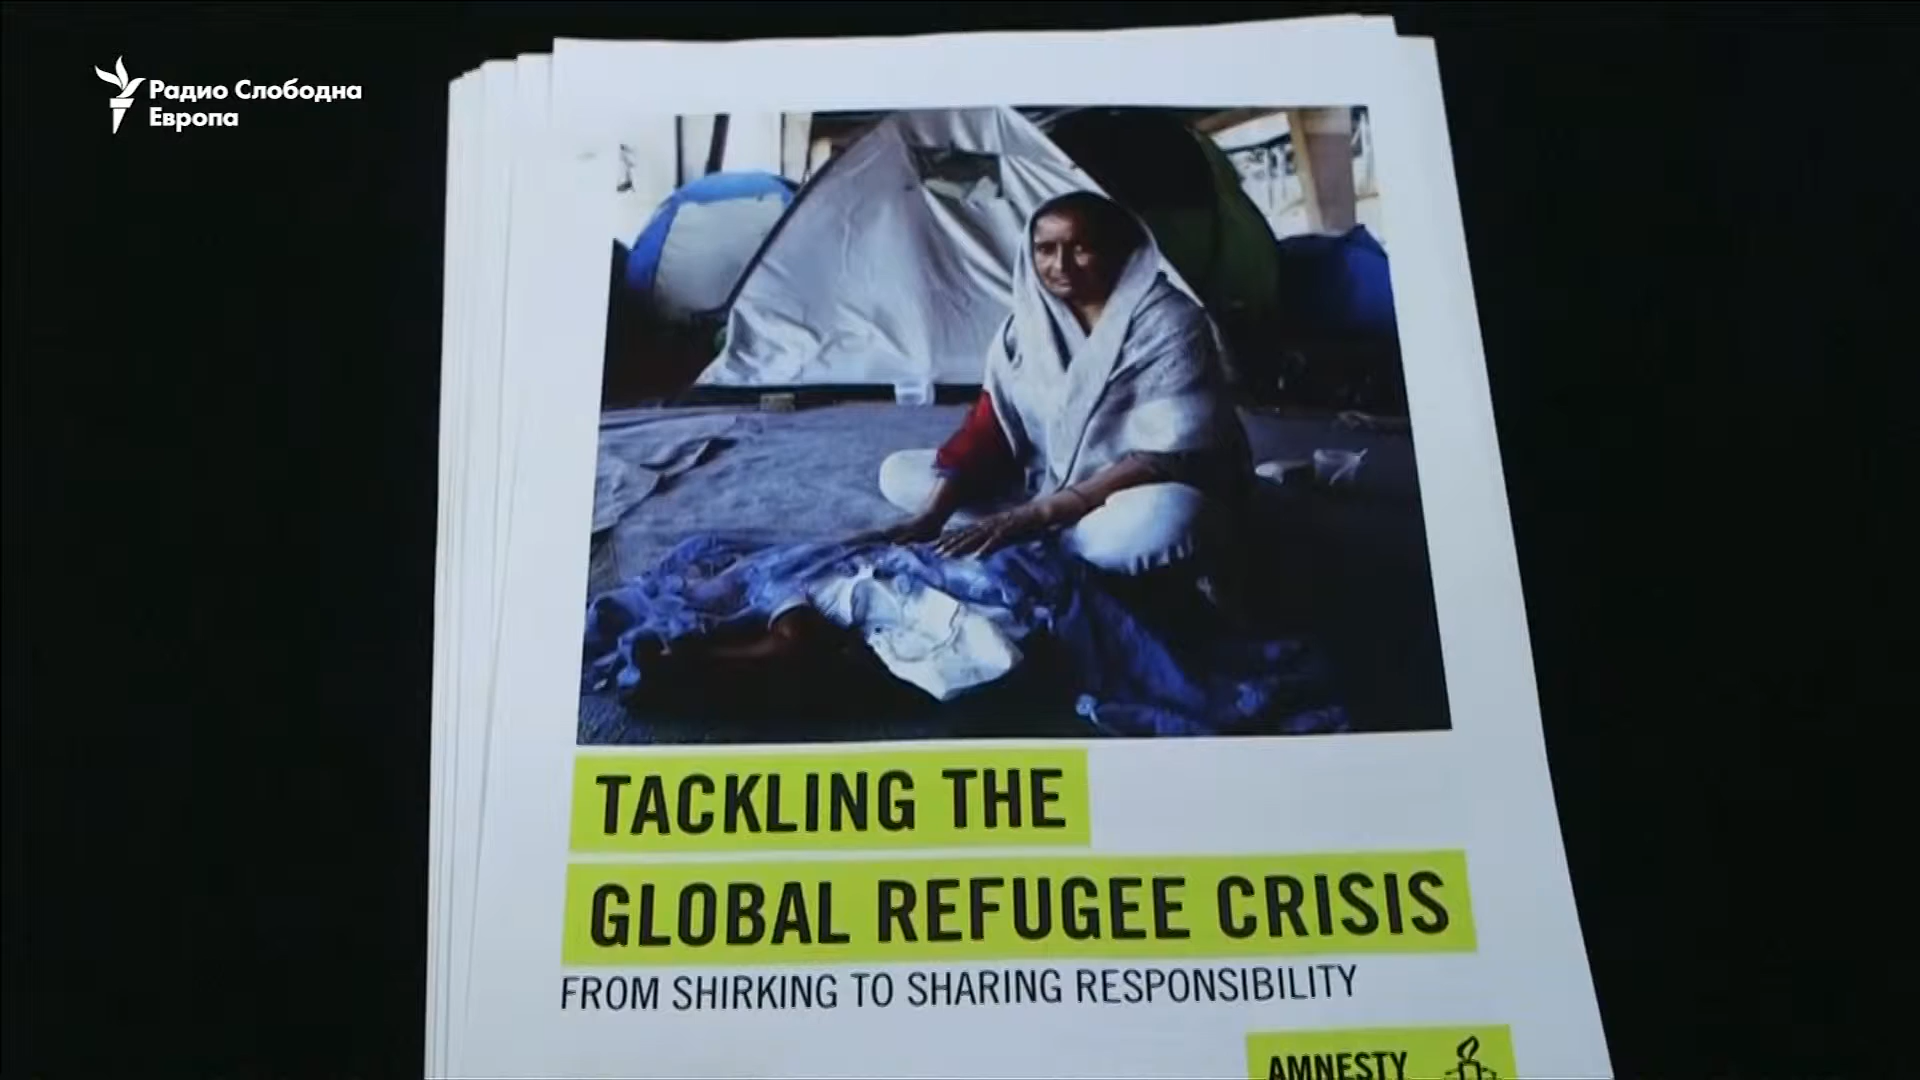 Радио Слободна
Европа
TACKLING THE
GLOBAL REFUGEE CRISIS
FROM SHIRKING TO SHARING RESPONSIBILITY
AMNESTY